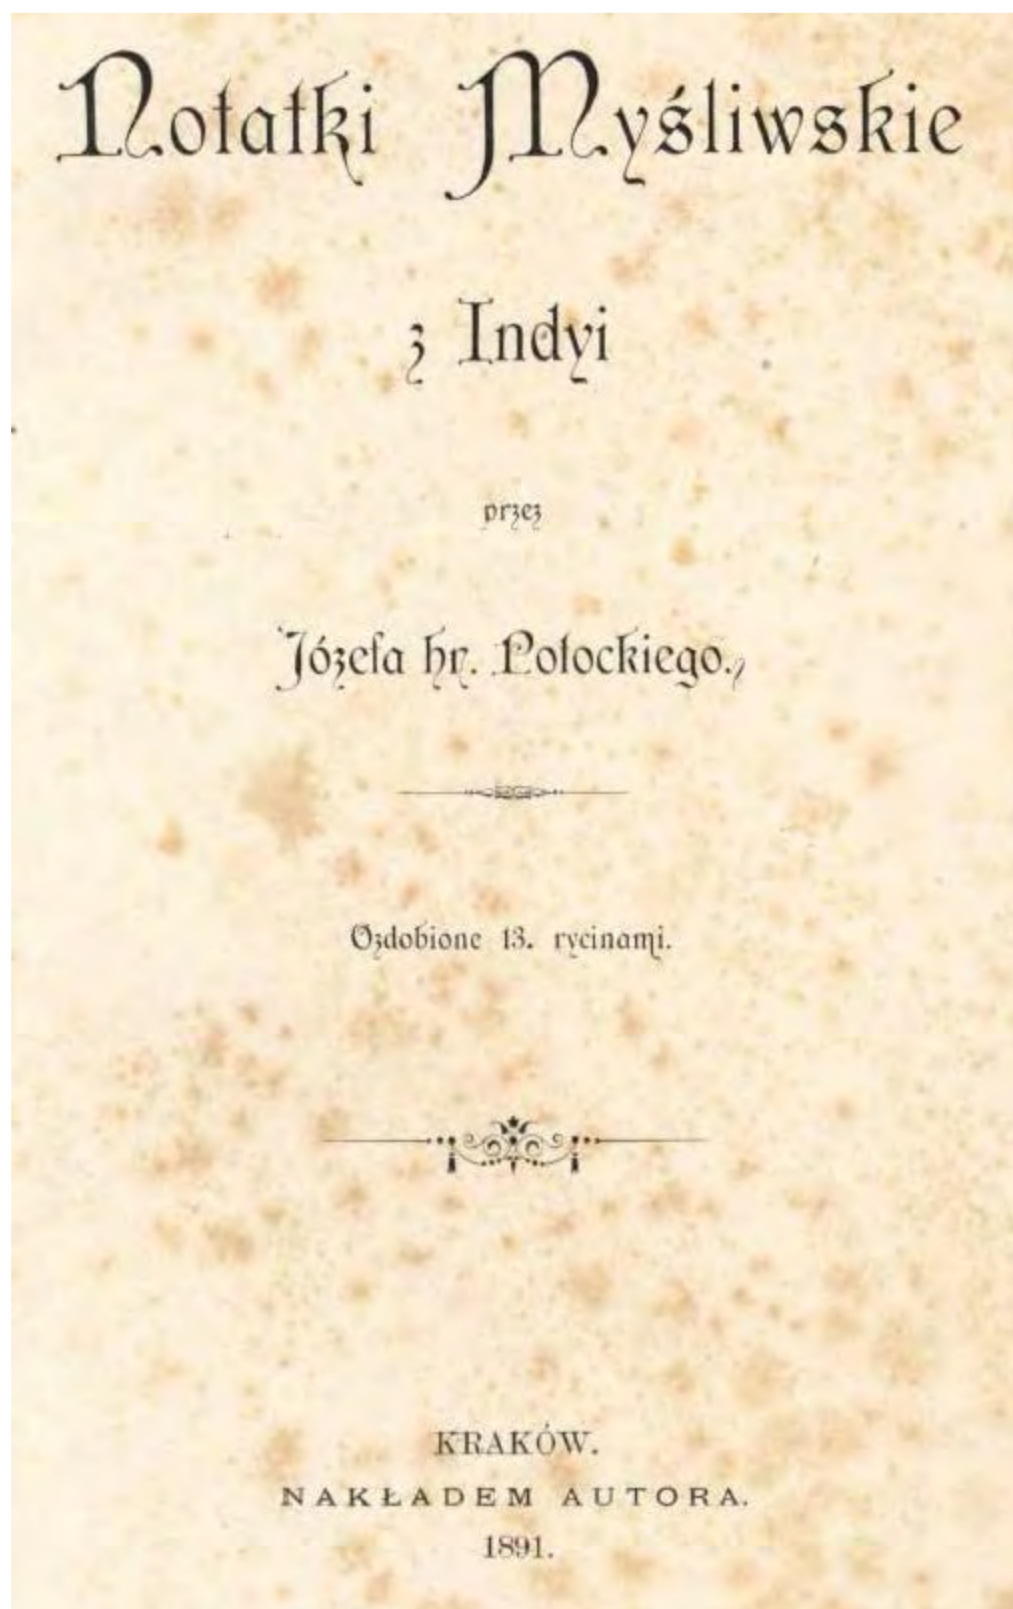 Notatki Myśliwskie
z Indyi
przez
Józefa hr. Potockiego.
Ozdobione 13. rycinami.
KRAKÓW.
NAKŁADEM AUTORA.
1891.